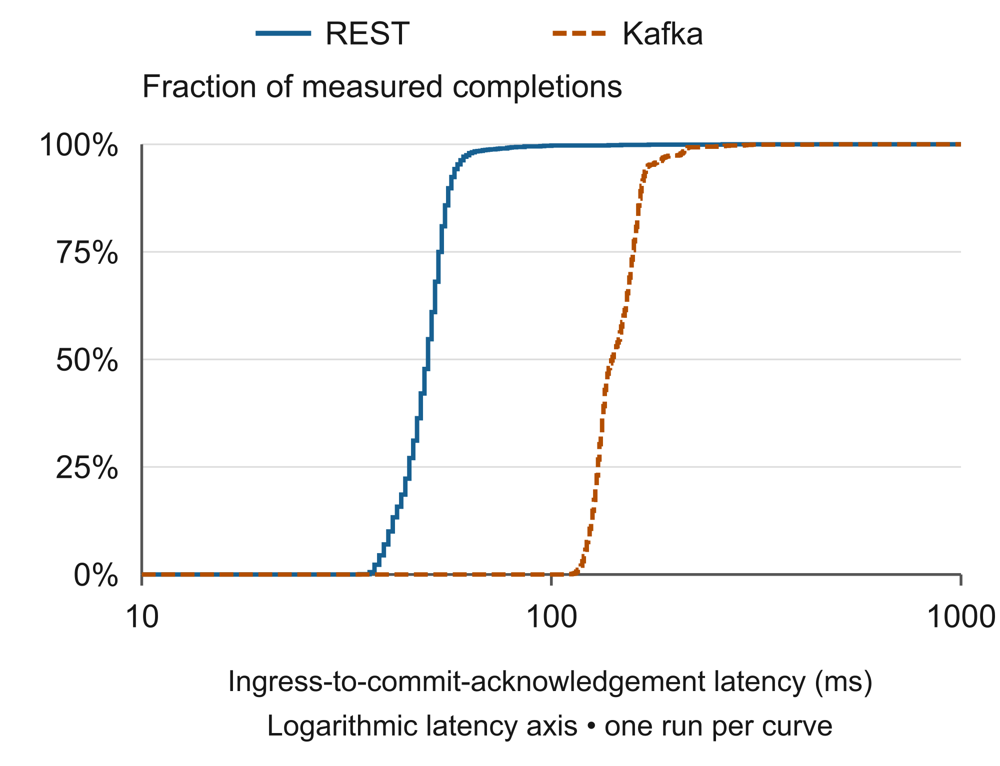 REST Kafka
Fraction of measured completions
100%
75%
50%
25%
0%
10 100 1000
Ingress-to-commit-acknowledgement latency (ms)
Logarithmic latency axis • one run per curve